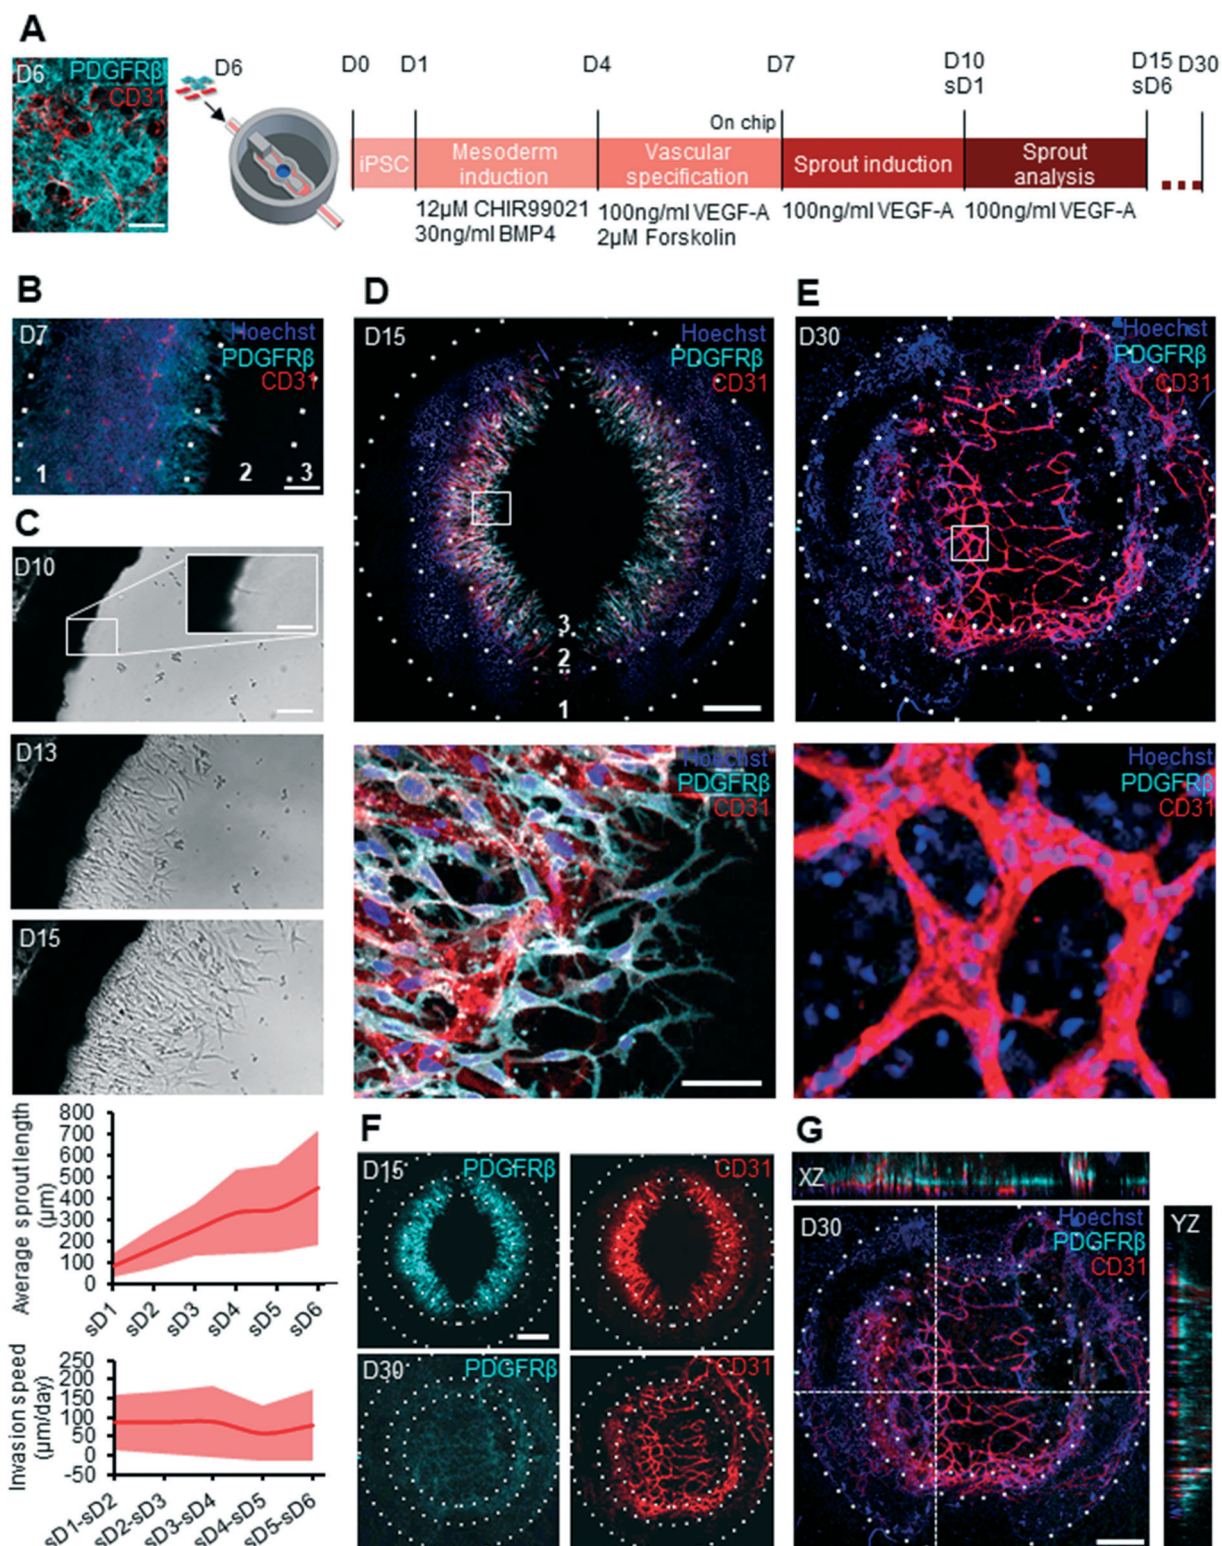 A
D6 PDGFRβ
CD31
D6
D0 D1 D4 D7 D10 D15 D30
sD1 sD6
On chip
iPSC
Mesoderm
induction
Vascular
specification
Sprout induction
Sprout
analysis
12µM CHIR99021
30ng/ml BMP4
100ng/ml VEGF-A
2µM Forskolin
100ng/ml VEGF-A
100ng/ml VEGF-A
B
D7 Hoechst
PDGFRβ
CD31
1 2 3
C
D10
D13
D15
Average sprout length
(µm)
800
700
600
500
400
300
200
100
0
sD1 sD2 sD3 sD4 sD5 sD6
Invasion speed
(µm/day)
250
200
150
100
50
0
-50
sD1-sD2 sD2-sD3 sD3-sD4 sD4-sD5 sD5-sD6
D
D15 Hoechst
PDGFRβ
CD31
3
2
1
Hoechst
PDGFRβ
CD31
E
D30 Hoechst
PDGFRβ
CD31
Hoechst
PDGFRβ
CD31
F
D15 PDGFRβ
CD31
D30 PDGFRβ
CD31
G
XZ
D30 Hoechst
PDGFRβ
CD31
YZ